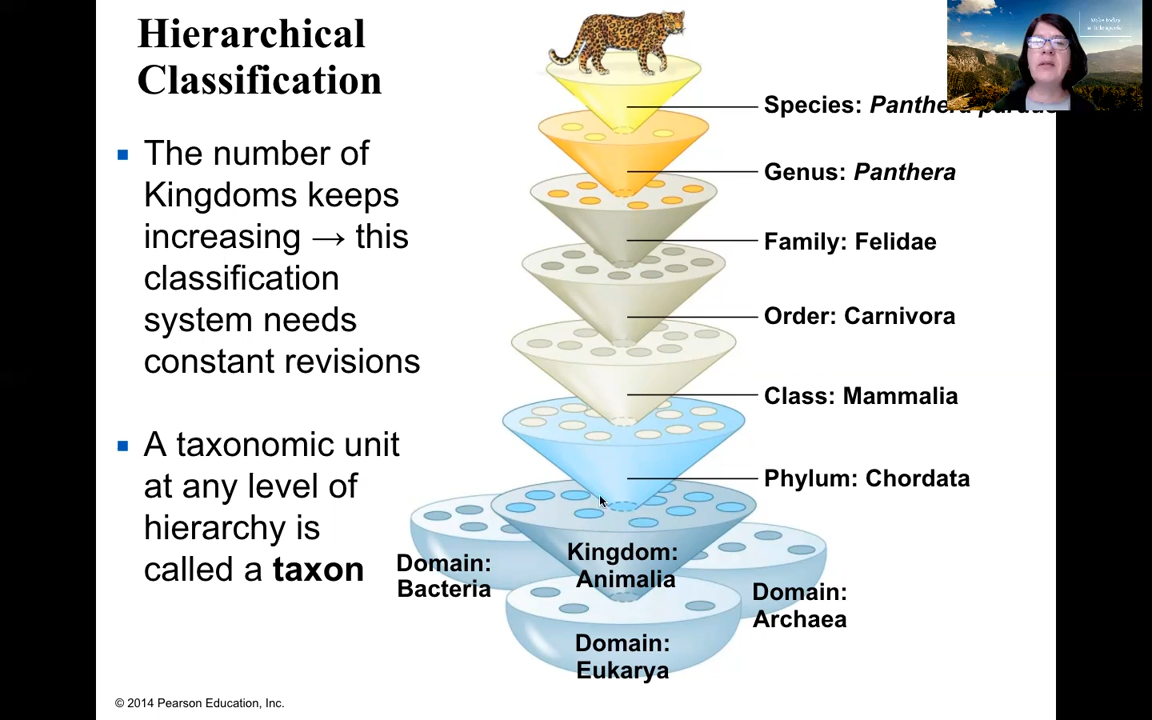 Hierarchical
Classification
▪ The number of
Kingdoms keeps
increasing → this
classification
system needs
constant revisions
▪ A taxonomic unit
at any level of
hierarchy is
called a taxon
Species: Panthera pardus
Genus: Panthera
Family: Felidae
Order: Carnivora
Class: Mammalia
Phylum: Chordata
Kingdom:
Animalia
Domain:
Bacteria
Domain:
Archaea
Domain:
Eukarya
© 2014 Pearson Education, Inc.